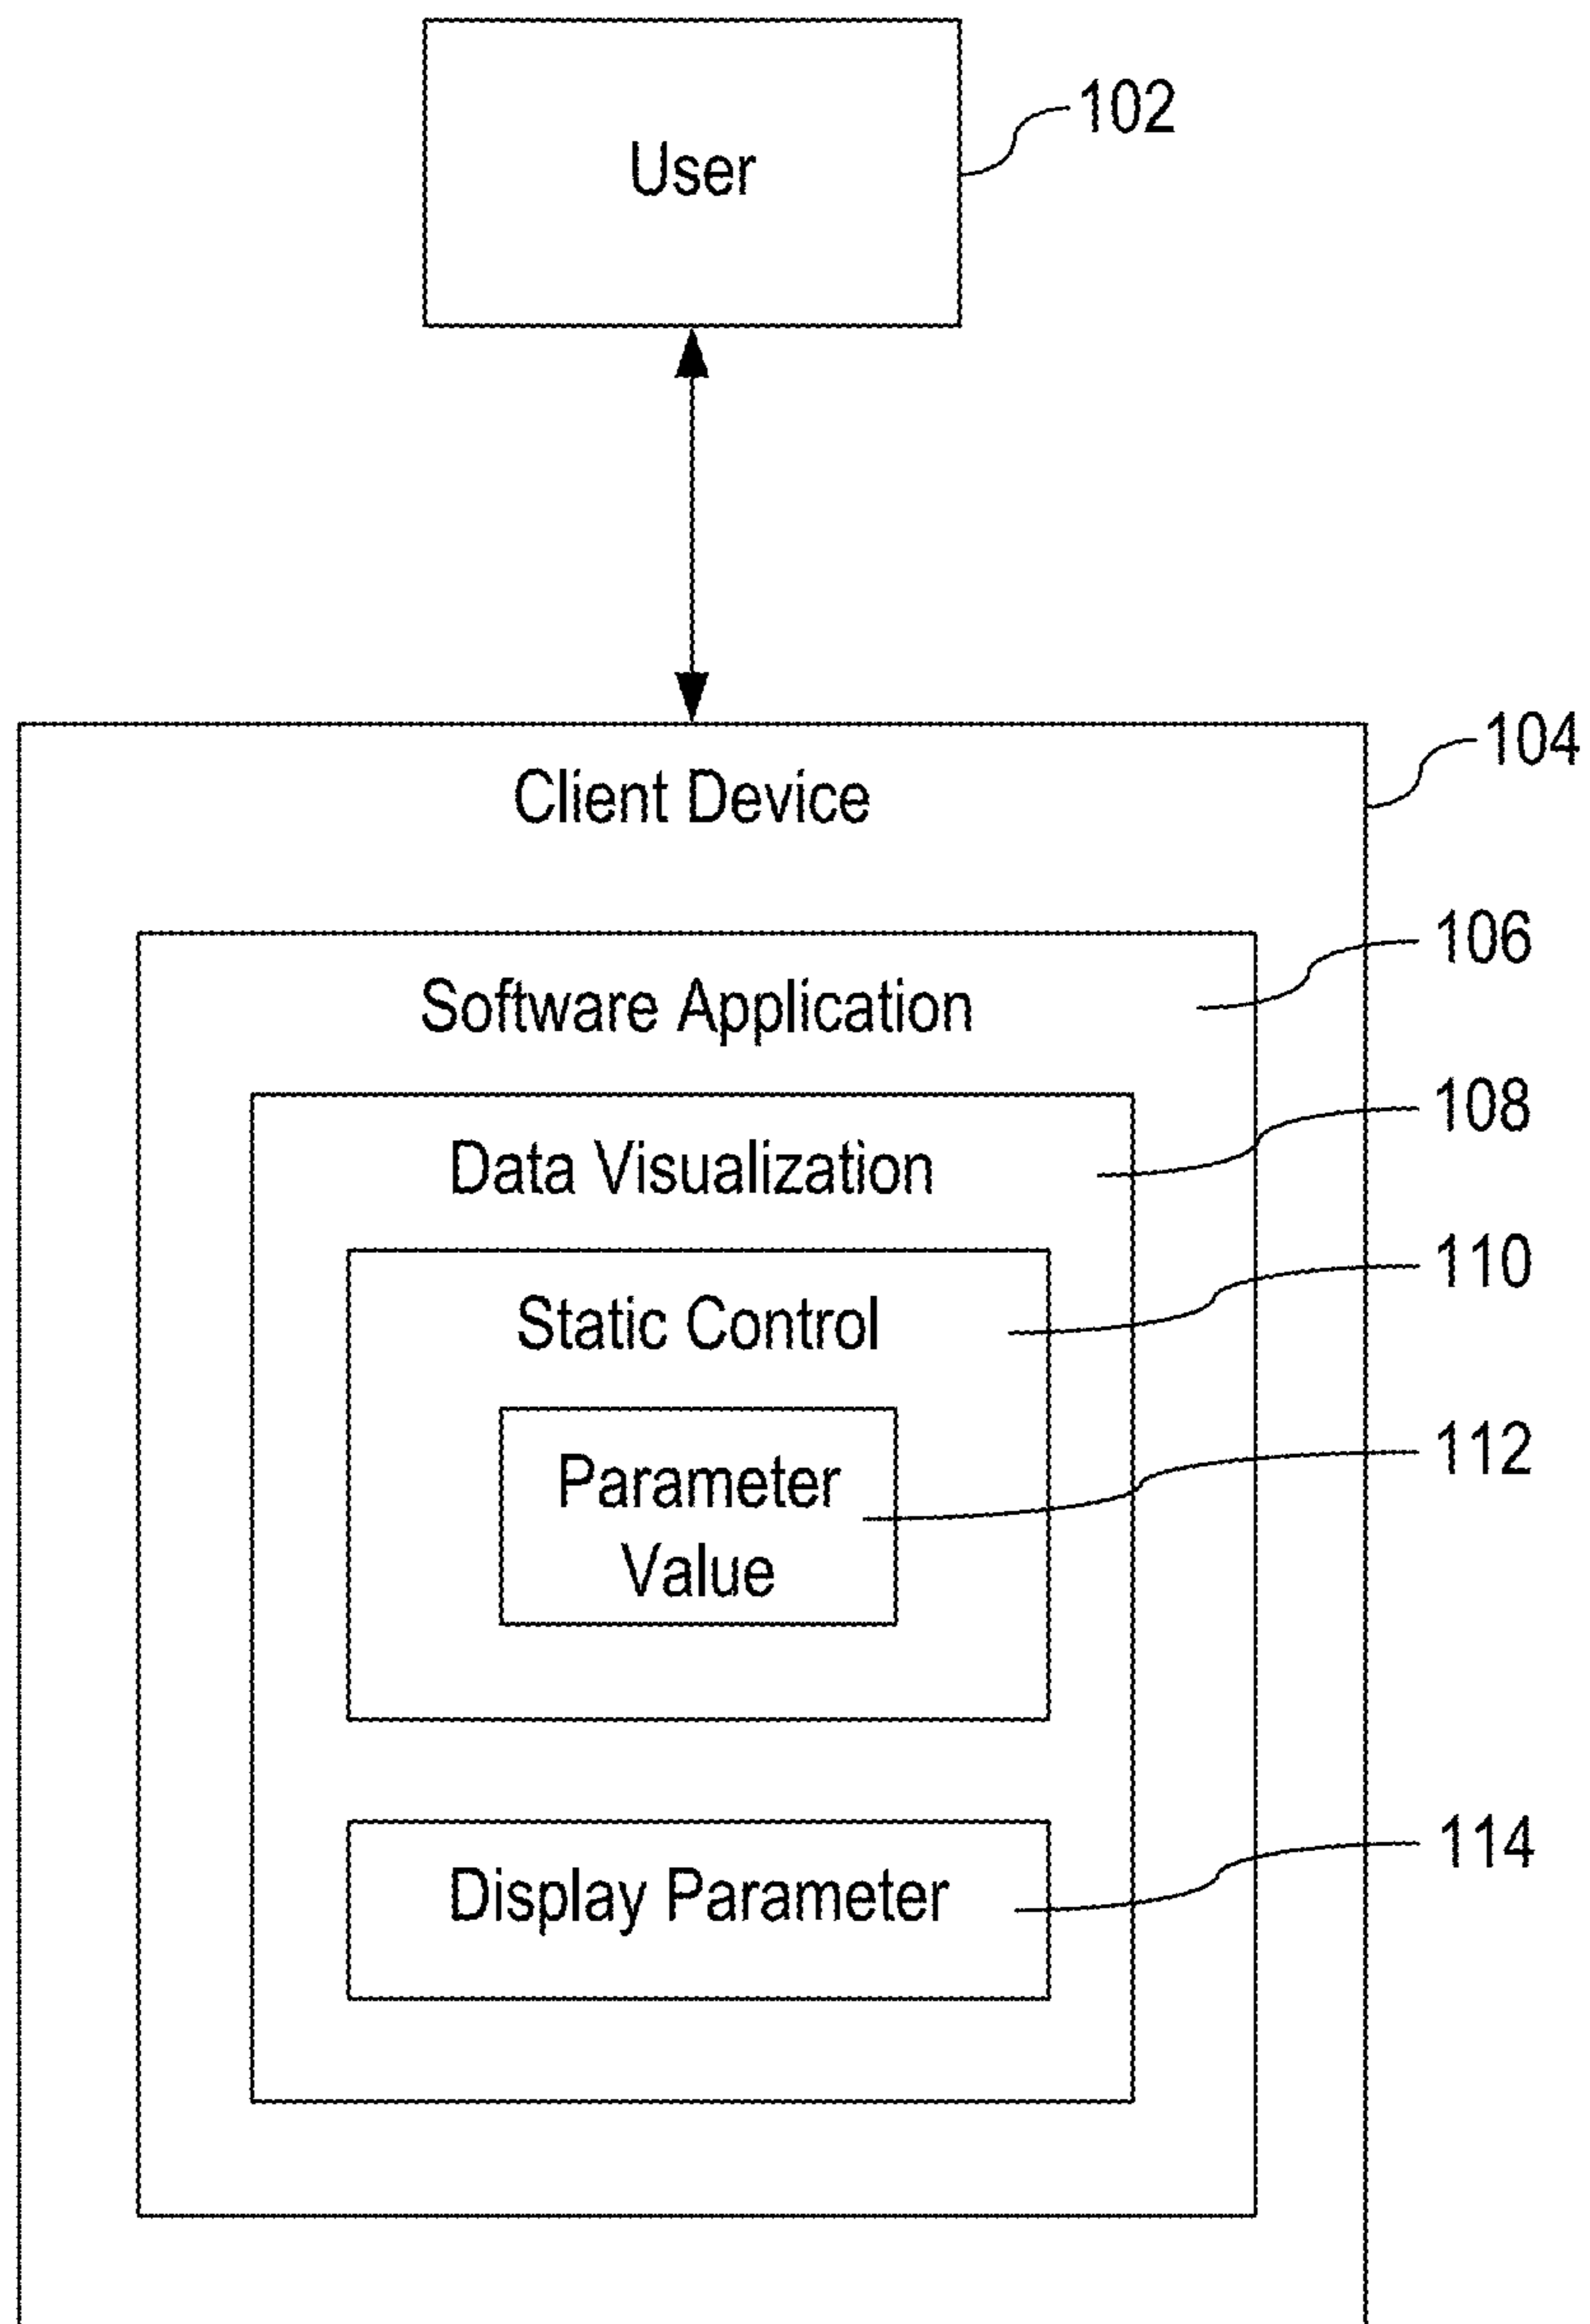 User
102
Client Device
104
Software Application
106
Data Visualization
108
Static Control
110
Parameter
Value
112
Display Parameter
114